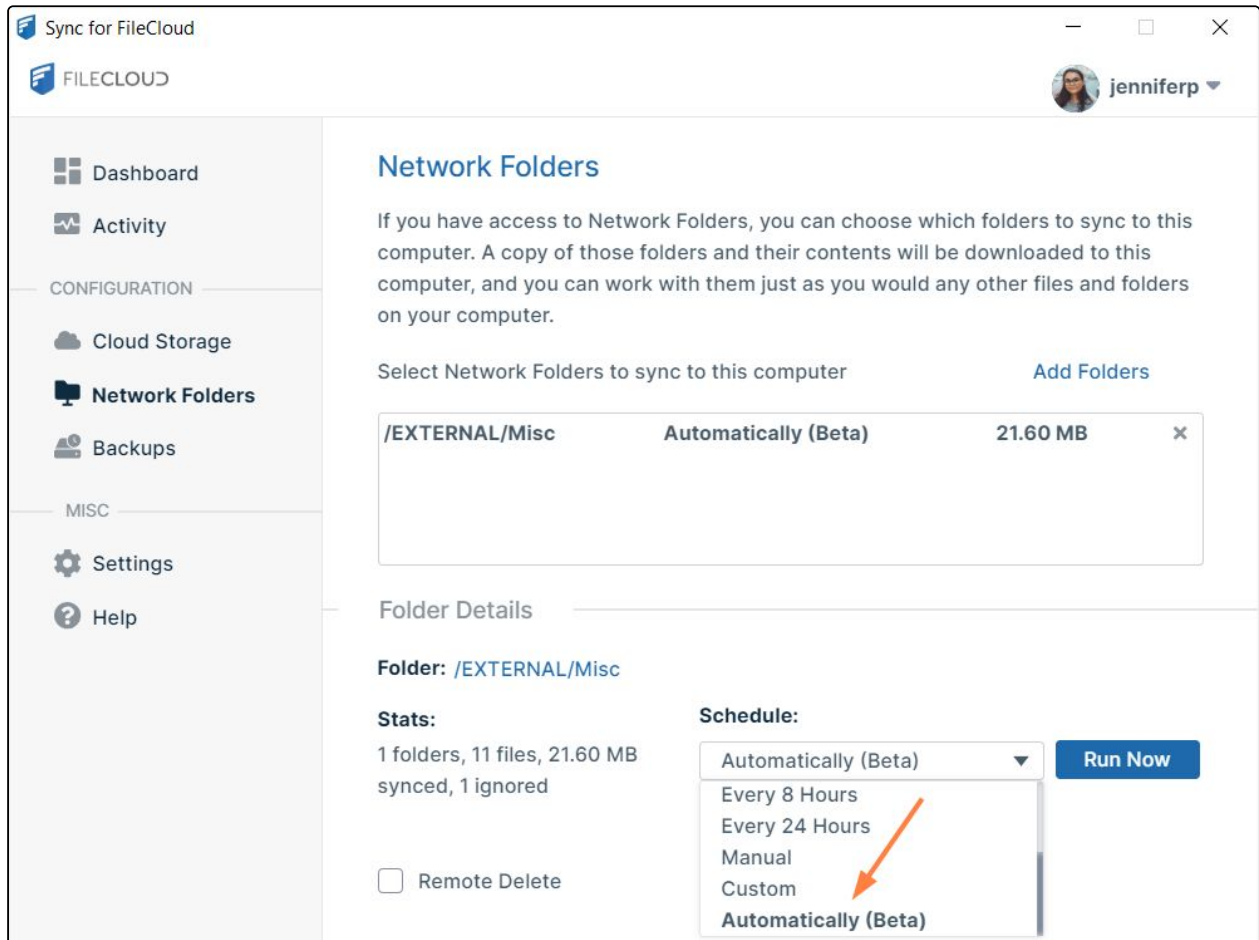 Sync for FileCloud
FILECLOUD
jenniferp
Dashboard
Activity
CONFIGURATION
Cloud Storage
Network Folders
Backups
MISC
Settings
Help
Network Folders
If you have access to Network Folders, you can choose which folders to sync to this
computer. A copy of those folders and their contents will be downloaded to this
computer, and you can work with them just as you would any other files and folders
on your computer.
Select Network Folders to sync to this computer Add Folders
/EXTERNAL/Misc Automatically (Beta) 21.60 MB
Folder Details
Folder: /EXTERNAL/Misc
Stats:
1 folders, 11 files, 21.60 MB
synced, 1 ignored
Remote Delete
Schedule:
Automatically (Beta) Run Now
Every 8 Hours
Every 24 Hours
Manual
Custom
Automatically (Beta)